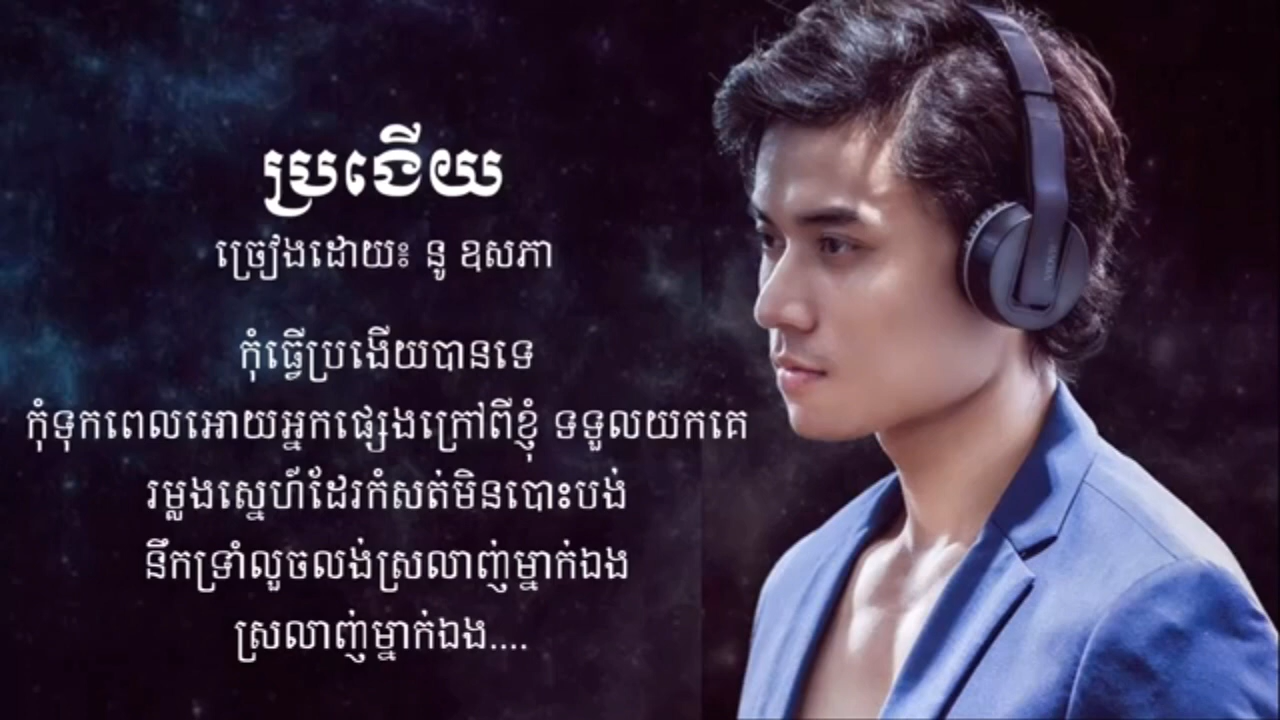 ប្រងើយ
ច្រៀងដោយ៖ នូ ឧសភា
កុំធ្វើប្រងើយបានទេ
កុំទុកពេលអោយអ្នកផ្សេងក្រៅពីខ្ញុំ ទទួលយកគេ
រម្លងស្នេហ៍ដែរកំសត់មិនបោះបង់
នឹកទ្រាំលួចលង់ស្រលាញ់ម្នាក់ឯង
ស្រលាញ់ម្នាក់ឯង....